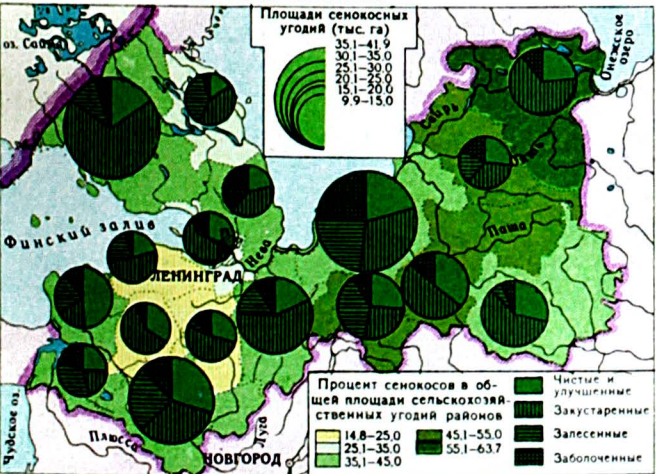 Площади сенокосных
угодий (тыс. га)
35,1–41,9
30,1–35,0
25,1–30,0
20,1–25,0
15,1–20,0
9,9–15,0
Онежское
озеро
оз.
Свирь
Паша
Финский залив
Нева
ЛЕНИНГРАД
Чудское оз.
Плюсса
Луга
НОВГОРОД
Процент сенокосов в об-
щей площади сельскохозяй-
ственных угодий районов
14,8–25,0
25,1–35,0
35,1–45,0
45,1–55,0
55,1–63,7
Чистые и
улучшенные
Закустаренные
Залесенные
Заболоченные